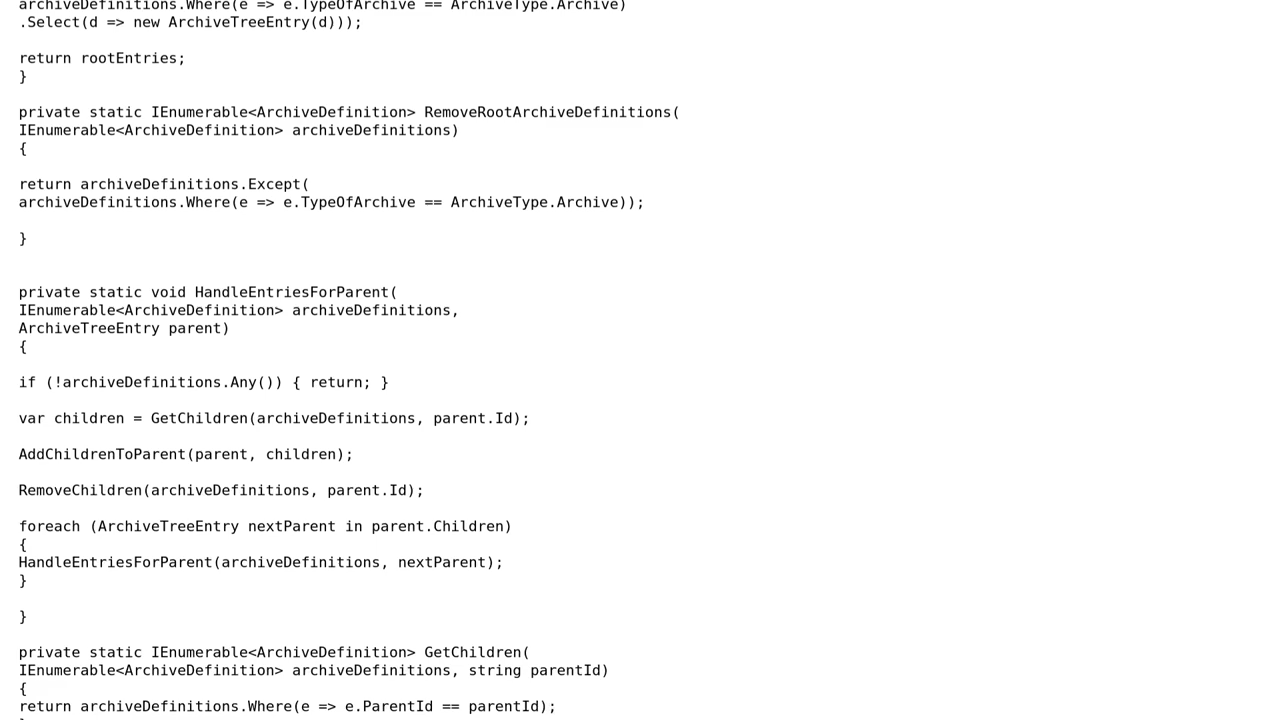 archiveDefinitions.Where(e => e.TypeOfArchive == ArchiveType.Archive)
.Select(d => new ArchiveTreeEntry(d)));
return rootEntries;
}
private static IEnumerable<ArchiveDefinition> RemoveRootArchiveDefinitions(
IEnumerable<ArchiveDefinition> archiveDefinitions)
{
return archiveDefinitions.Except(
archiveDefinitions.Where(e => e.TypeOfArchive == ArchiveType.Archive));
}
private static void HandleEntriesForParent(
IEnumerable<ArchiveDefinition> archiveDefinitions,
ArchiveTreeEntry parent)
{
if (!archiveDefinitions.Any()) { return; }
var children = GetChildren(archiveDefinitions, parent.Id);
AddChildrenToParent(parent, children);
RemoveChildren(archiveDefinitions, parent.Id);
foreach (ArchiveTreeEntry nextParent in parent.Children)
{
HandleEntriesForParent(archiveDefinitions, nextParent);
}
}
private static IEnumerable<ArchiveDefinition> GetChildren(
IEnumerable<ArchiveDefinition> archiveDefinitions, string parentId)
{
return archiveDefinitions.Where(e => e.ParentId == parentId);